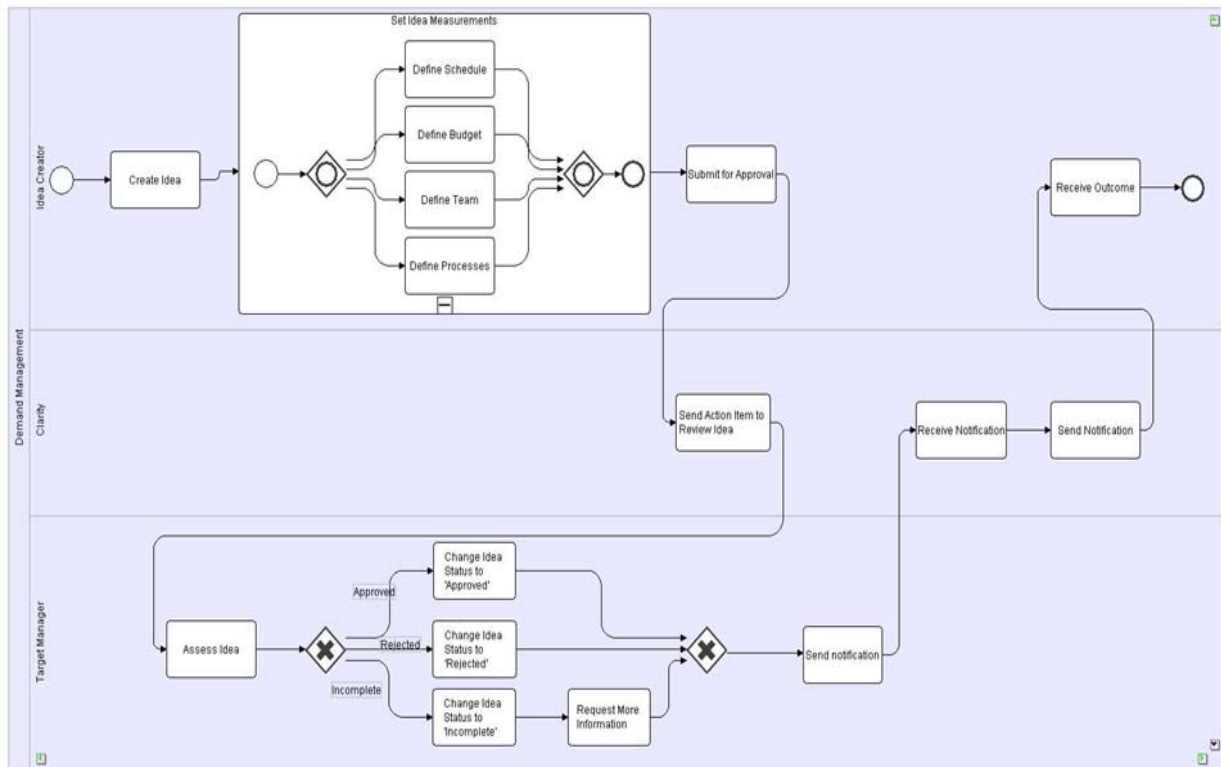 Demand Management
Idea Creator
Create Idea
Set Idea Measurements
Define Schedule
Define Budget
Define Team
Define Processes
Submit for Approval
Receive Outcome
Clarity
Send Action Item to
Review Idea
Receive Notification
Send Notification
Target Manager
Assess Idea
Approved
Rejected
Incomplete
Change Idea
Status to
'Approved'
Change Idea
Status to
'Rejected'
Change Idea
Status to
'Incomplete'
Request More
Information
Send notification